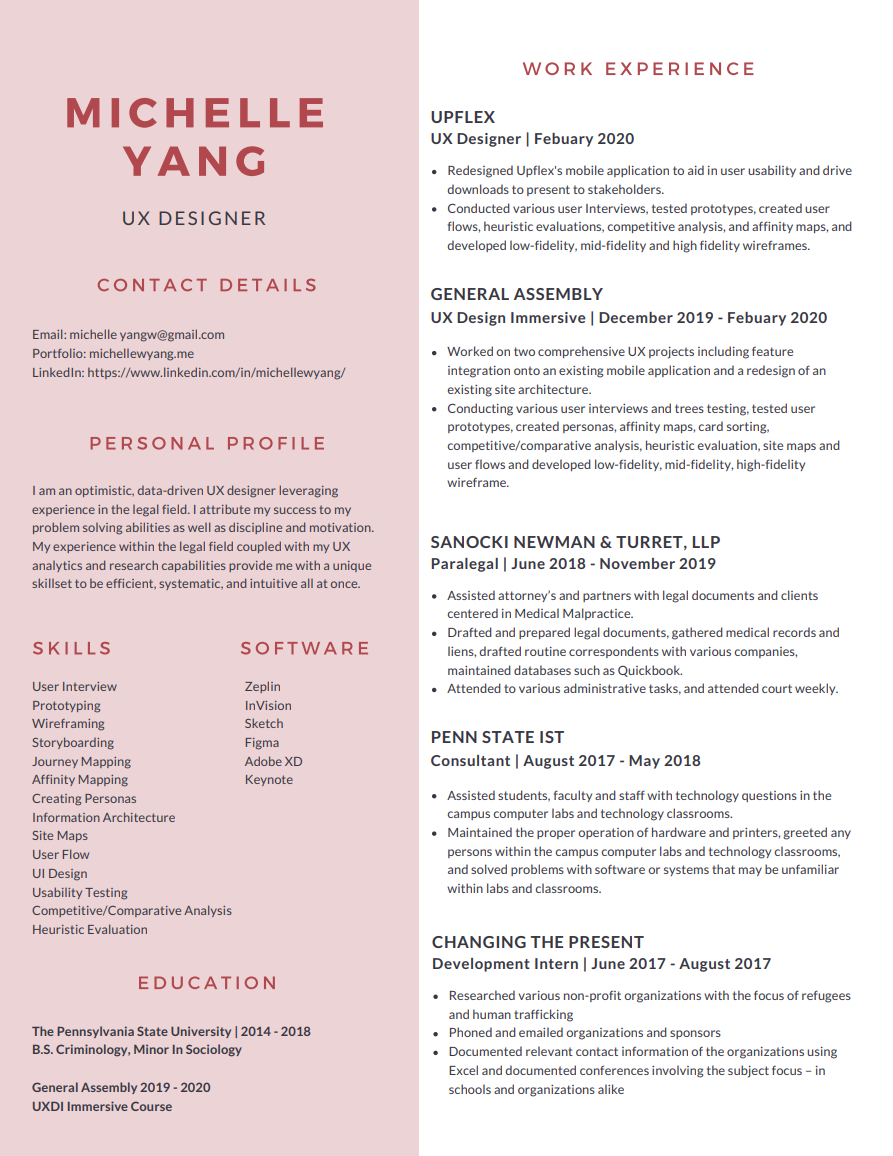 MICHELLE
YANG
UX DESIGNER
CONTACT DETAILS
Email: michelle yangw@gmail.com
Portfolio: michellewyang.me
LinkedIn: https://www.linkedin.com/in/michellewyang/
PERSONAL PROFILE
I am an optimistic, data-driven UX designer leveraging
experience in the legal field. I attribute my success to my
problem solving abilities as well as discipline and motivation.
My experience within the legal field coupled with my UX
analytics and research capabilities provide me with a unique
skillset to be efficient, systematic, and intuitive all at once.
SKILLS
User Interview
Prototyping
Wireframing
Storyboarding
Journey Mapping
Affinity Mapping
Creating Personas
Information Architecture
Site Maps
User Flow
UI Design
Usability Testing
Competitive/Comparative Analysis
Heuristic Evaluation
SOFTWARE
Zeplin
InVision
Sketch
Figma
Adobe XD
Keynote
EDUCATION
The Pennsylvania State University | 2014 - 2018
B.S. Criminology, Minor In Sociology
General Assembly 2019 - 2020
UXDI Immersive Course
WORK EXPERIENCE
UPFLEX
UX Designer | Febuary 2020
• Redesigned Upflex's mobile application to aid in user usability and drive
downloads to present to stakeholders.
• Conducted various user Interviews, tested prototypes, created user
flows, heuristic evaluations, competitive analysis, and affinity maps, and
developed low-fidelity, mid-fidelity and high fidelity wireframes.
GENERAL ASSEMBLY
UX Design Immersive | December 2019 - Febuary 2020
• Worked on two comprehensive UX projects including feature
integration onto an existing mobile application and a redesign of an
existing site architecture.
• Conducting various user interviews and trees testing, tested user
prototypes, created personas, affinity maps, card sorting,
competitive/comparative analysis, heuristic evaluation, site maps and
user flows and developed low-fidelity, mid-fidelity, high-fidelity
wireframe.
SANOCKI NEWMAN & TURRET, LLP
Paralegal | June 2018 - November 2019
• Assisted attorney’s and partners with legal documents and clients
centered in Medical Malpractice.
• Drafted and prepared legal documents, gathered medical records and
liens, drafted routine correspondents with various companies,
maintained databases such as Quickbook.
• Attended to various administrative tasks, and attended court weekly.
PENN STATE IST
Consultant | August 2017 - May 2018
• Assisted students, faculty and staff with technology questions in the
campus computer labs and technology classrooms.
• Maintained the proper operation of hardware and printers, greeted any
persons within the campus computer labs and technology classrooms,
and solved problems with software or systems that may be unfamiliar
within labs and classrooms.
CHANGING THE PRESENT
Development Intern | June 2017 - August 2017
• Researched various non-profit organizations with the focus of refugees
and human trafficking
• Phoned and emailed organizations and sponsors
• Documented relevant contact information of the organizations using
Excel and documented conferences involving the subject focus – in
schools and organizations alike